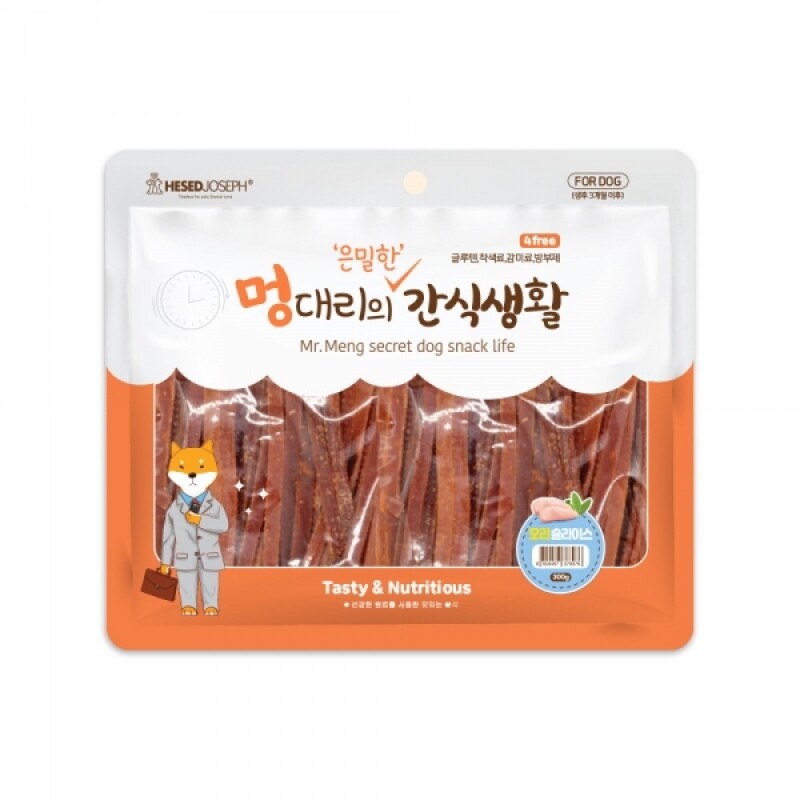 HESEDJOSEPH®
FOR DOG
(생후 3개월 이후)
4free
글루텐,착색료,감미료,방부제
'은밀한'
멍대리의 간식생활
Mr.Meng secret dog snack life
오리슬라이스
300g
Tasty & Nutritious